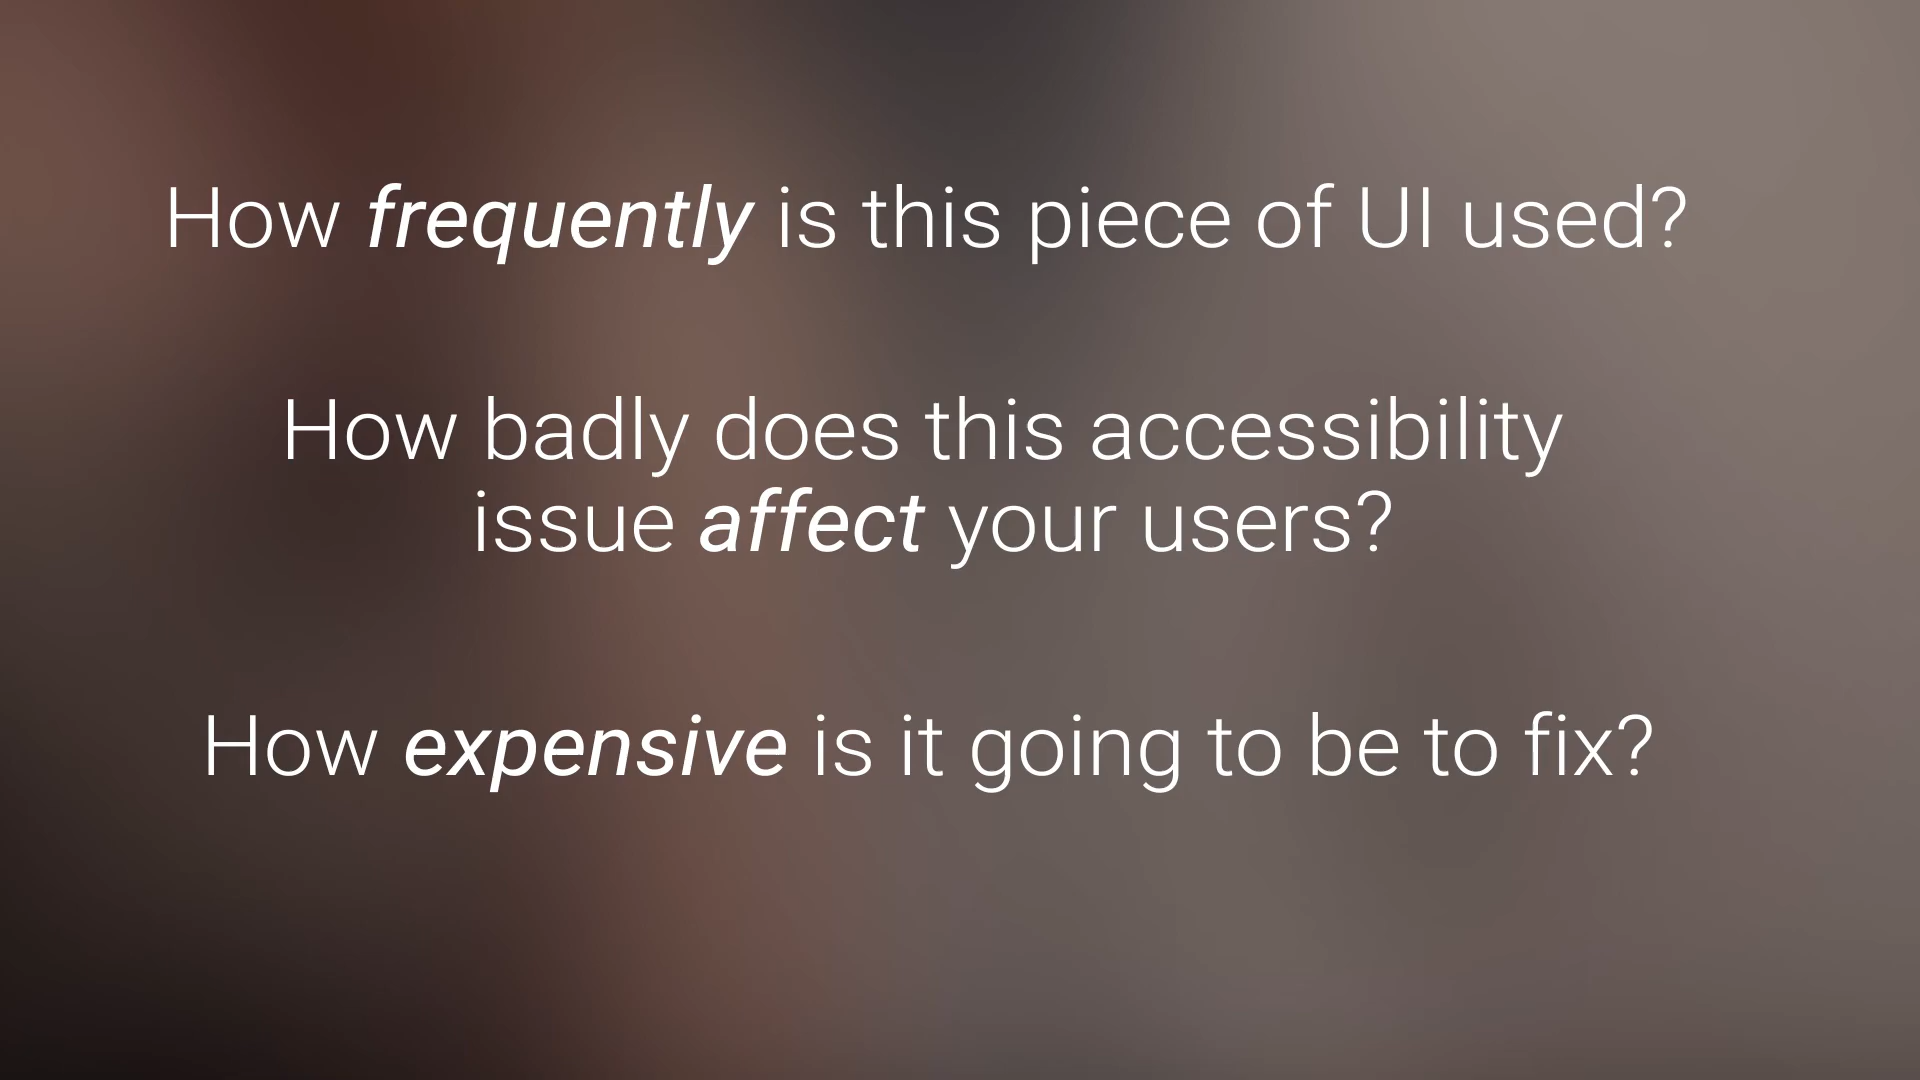 How frequently is this piece of UI used?
How badly does this accessibility
issue affect your users?
How expensive is it going to be to fix?